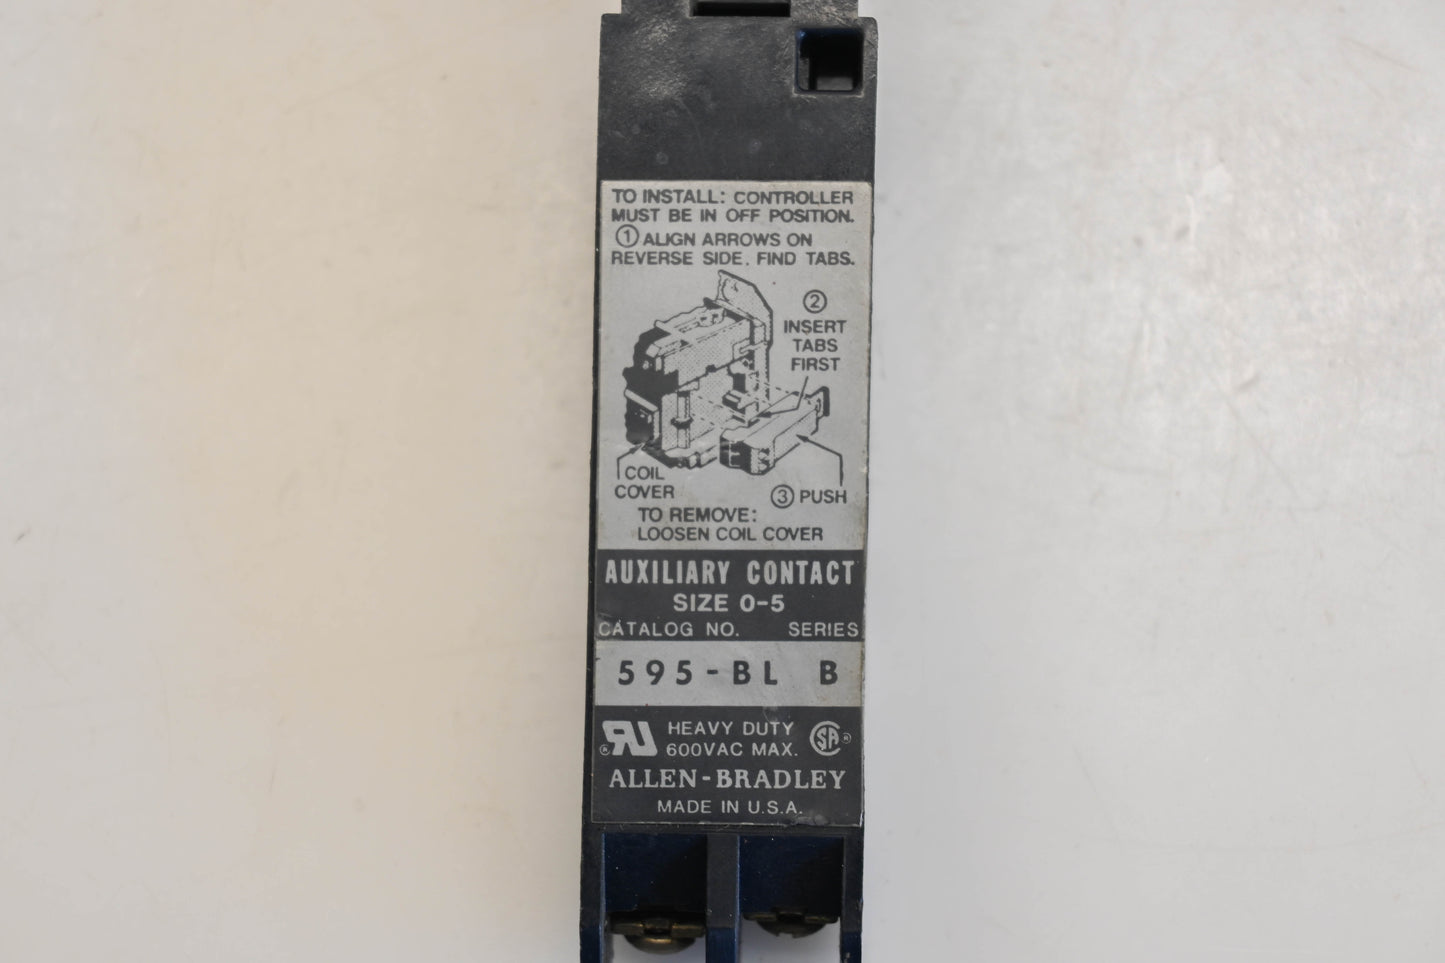 TO INSTALL: CONTROLLER
MUST BE IN OFF POSITION.
① ALIGN ARROWS ON
REVERSE SIDE. FIND TABS.
②
INSERT
TABS
FIRST
COIL
COVER
③ PUSH
TO REMOVE:
LOOSEN COIL COVER
AUXILIARY CONTACT
SIZE 0-5
CATALOG NO. SERIES
595-BL B
HEAVY DUTY
600VAC MAX.
ALLEN-BRADLEY
MADE IN U.S.A.